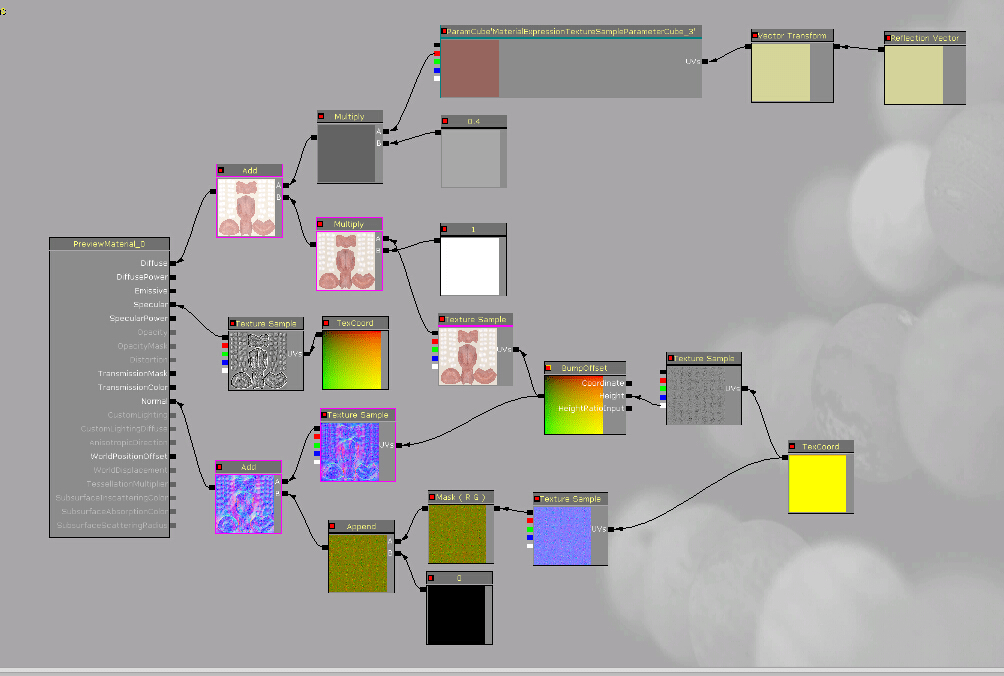 ParamCube'MaterialExpressionTextureSampleParameterCube_3'
UVs
Vector Transform
Reflection Vector
Multiply
A
B
0.4
Add
A
B
Multiply
A
B
1
PreviewMaterial_0
Diffuse
DiffusePower
Emissive
Specular
SpecularPower
Opacity
OpacityMask
Distortion
TransmissionMask
TransmissionColor
Normal
CustomLighting
CustomLightingDiffuse
AnisotropicDirection
WorldPositionOffset
WorldDisplacement
TessellationMultiplier
SubsurfaceInscatteringColor
SubsurfaceAbsorptionColor
SubsurfaceScatteringRadius
Texture Sample
UVs
TexCoord
Texture Sample
UVs
BumpOffset
Coordinate
Height
HeightRatioInput
Texture Sample
UVs
TexCoord
Texture Sample
UVs
Add
A
B
Append
A
B
Mask ( R G )
Texture Sample
UVs
0